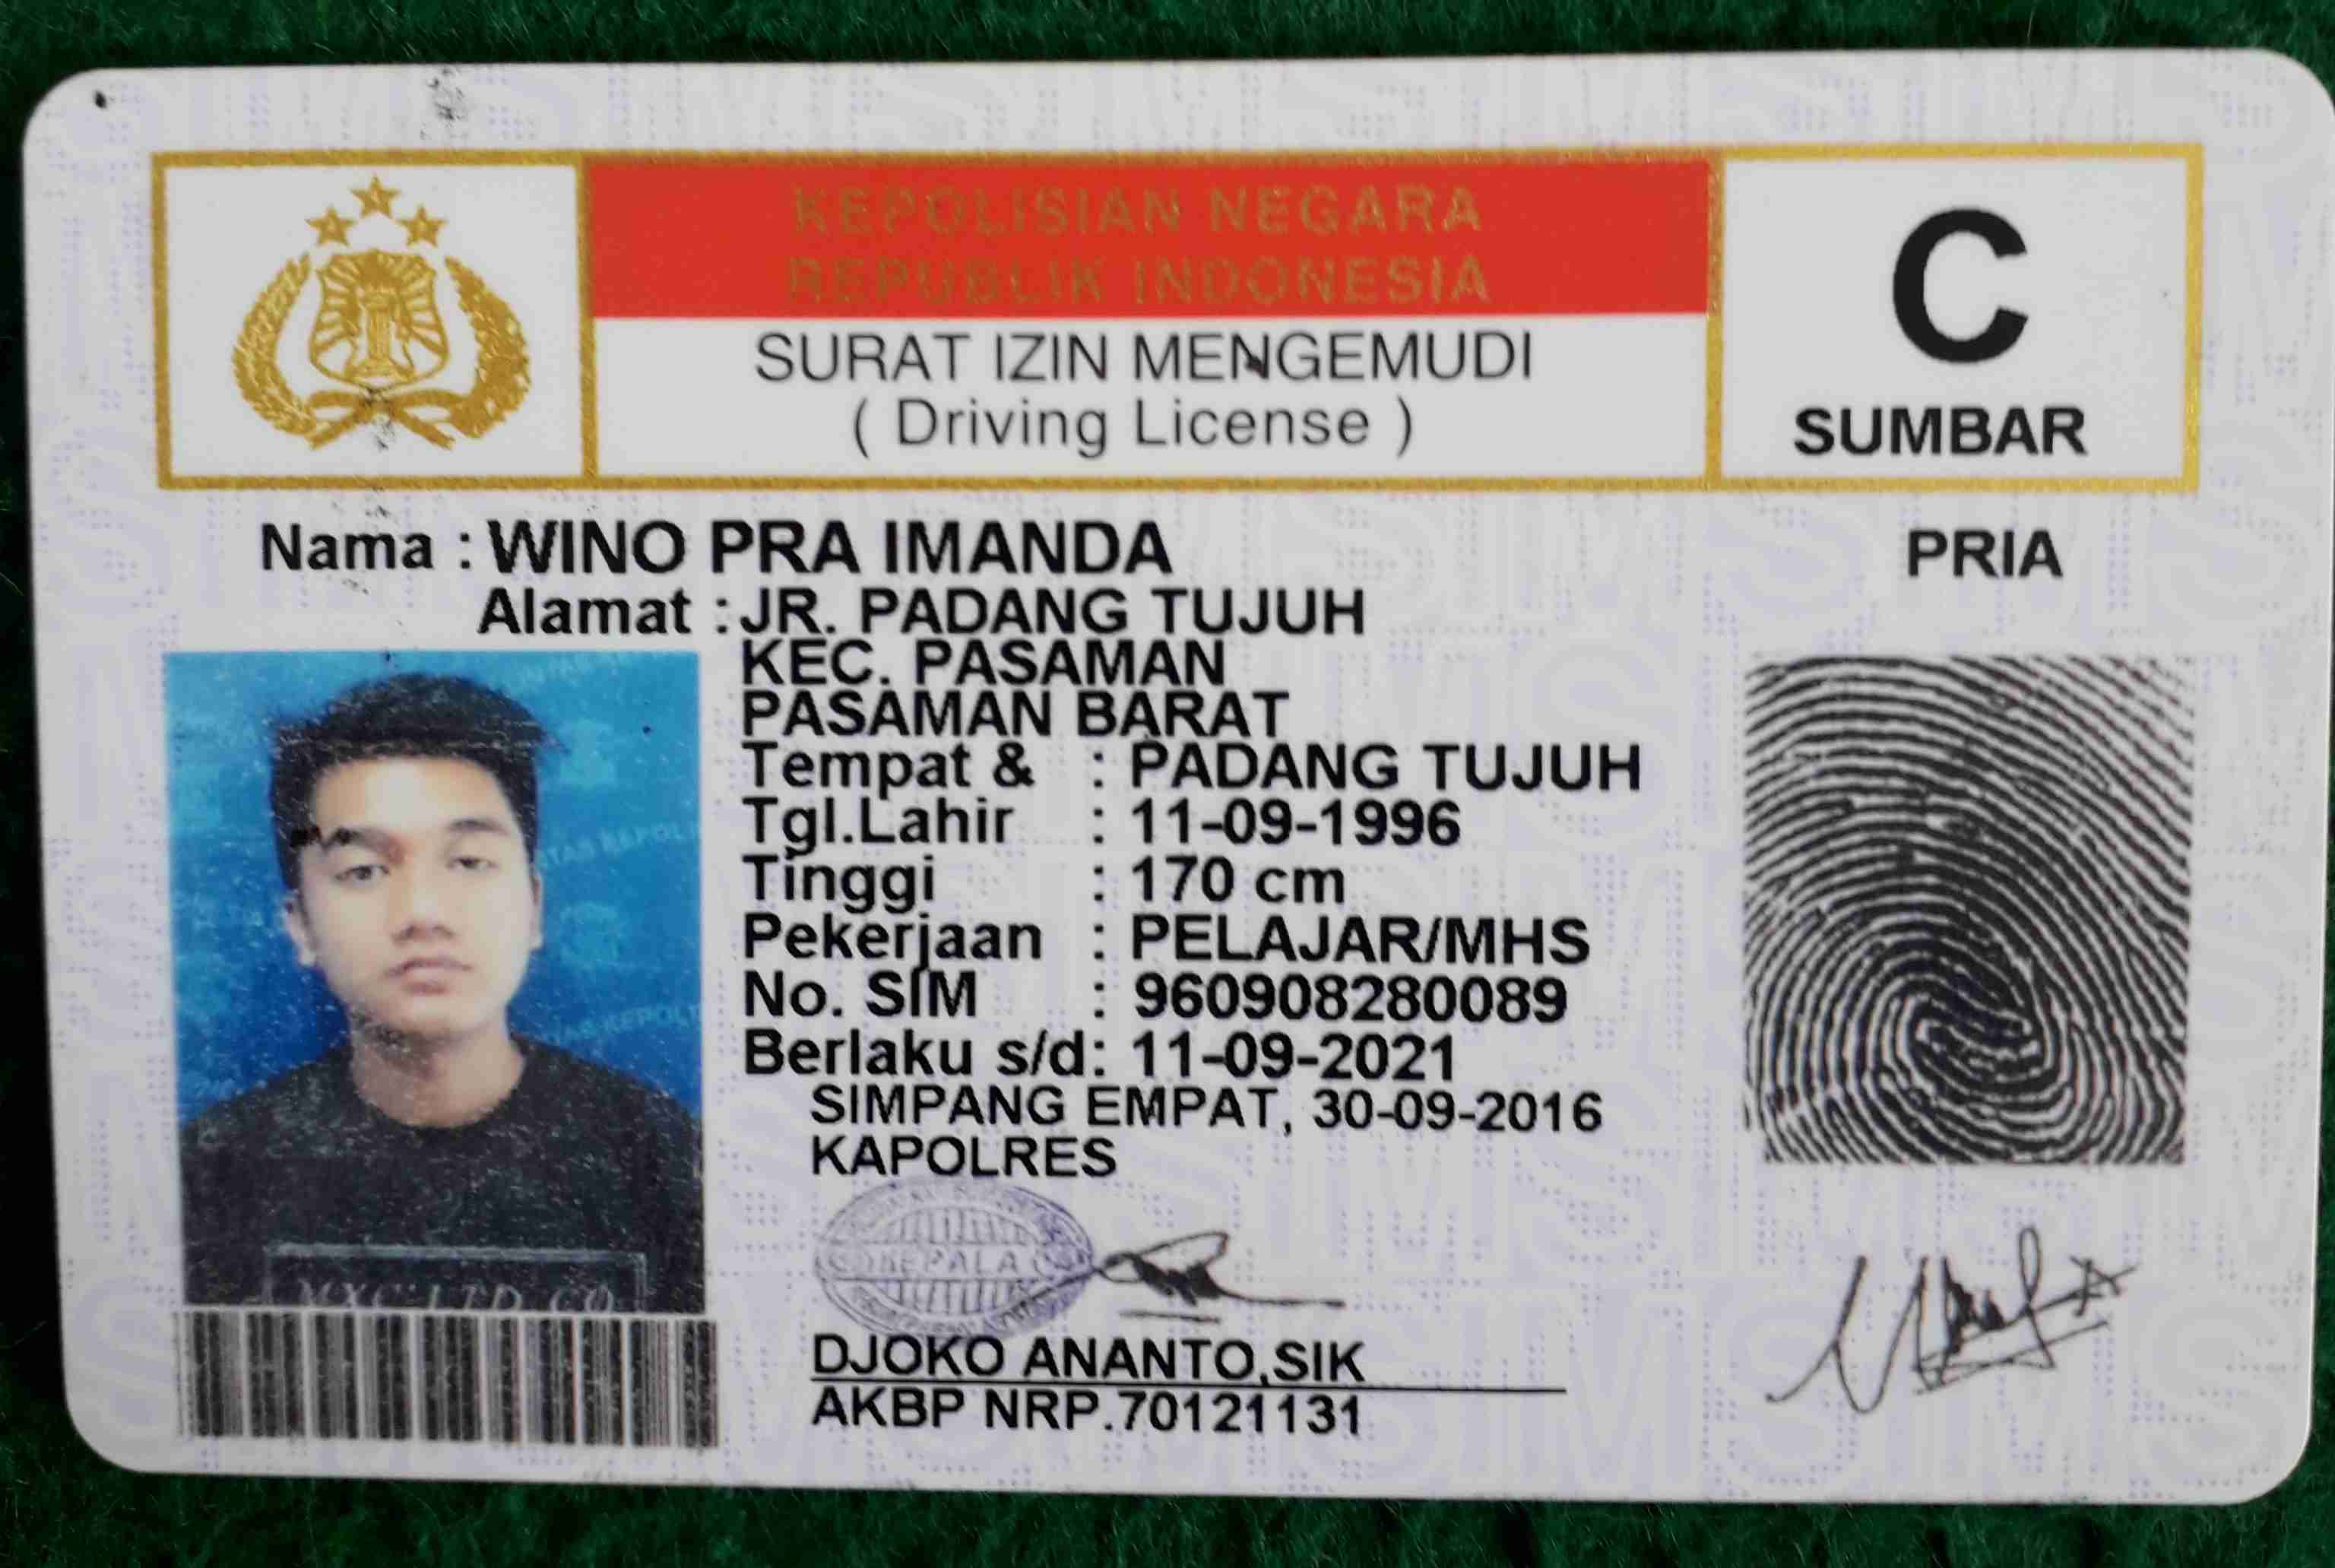 KEPOLISIAN NEGARA
REPUBLIK INDONESIA
SURAT IZIN MENGEMUDI
( Driving License )
C
SUMBAR
Nama : WINO PRA IMANDA
PRIA
Alamat : JR. PADANG TUJUH
KEC. PASAMAN
PASAMAN BARAT
Tempat & : PADANG TUJUH
Tgl.Lahir : 11-09-1996
Tinggi : 170 cm
Pekerjaan : PELAJAR/MHS
No. SIM : 960908280089
Berlaku s/d: 11-09-2021
SIMPANG EMPAT, 30-09-2016
KAPOLRES
KEPALA
DJOKO ANANTO,SIK
AKBP NRP.70121131